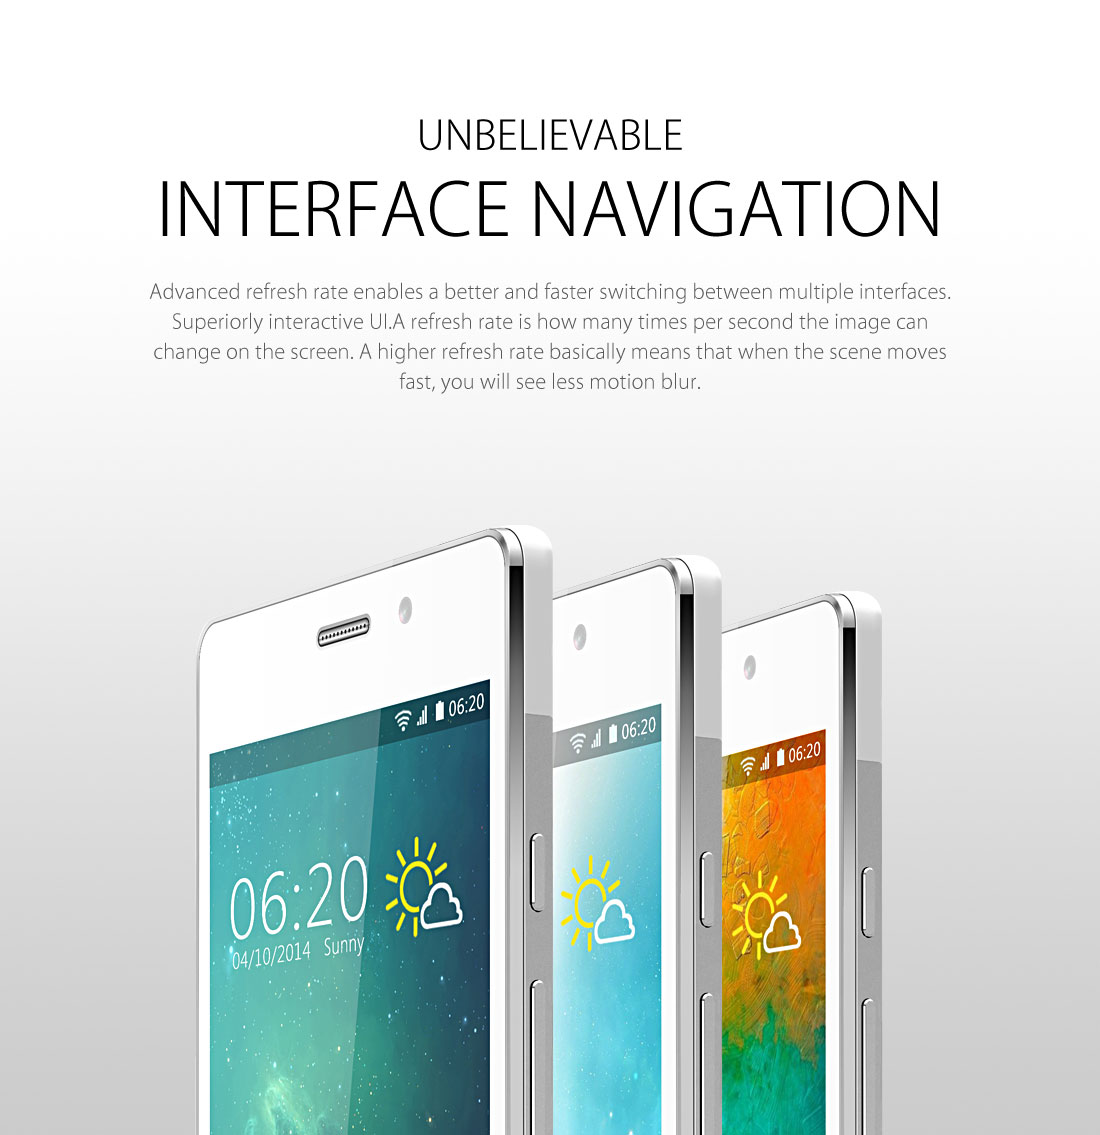 UNBELIEVABLE
INTERFACE NAVIGATION
Advanced refresh rate enables a better and faster switching between multiple interfaces.
Superiorly interactive UI.A refresh rate is how many times per second the image can
change on the screen. A higher refresh rate basically means that when the scene moves
fast, you will see less motion blur.
06:20
06:20
06:20
06:20
04/10/2014 Sunny